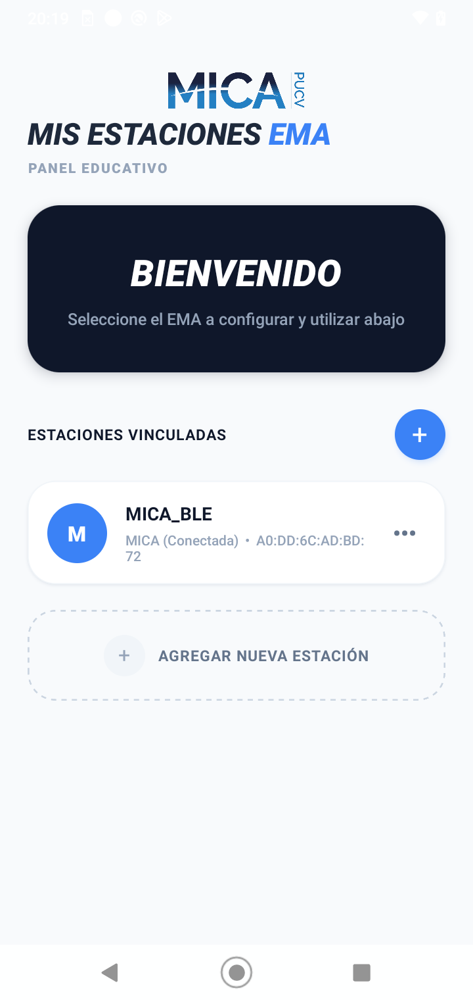 20:19
MICA PUCV
MIS ESTACIONES EMA
PANEL EDUCATIVO
BIENVENIDO
Seleccione el EMA a configurar y utilizar abajo
ESTACIONES VINCULADAS
+
M
MICA_BLE
MICA (Conectada) • A0:DD:6C:AD:BD:
72
+ AGREGAR NUEVA ESTACIÓN